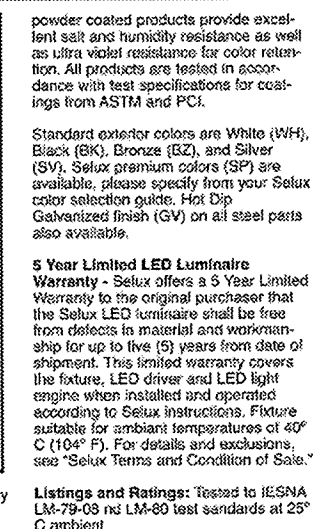 powder coated products provide excel-
lent salt and humidity resistance as well
as ultra violet resistance for color reten-
tion. All products are tested in accor-
dance with test specifications for coat-
ings from ASTM and PCI.
Standard exterior colors are White (WH),
Black (BK), Bronze (BZ), and Silver
(SV). Selux premium colors (SP) are
available, please specify from your Selux
color selection guide. Hot Dip
Galvanized finish (GV) on all steel parts
also available.
5 Year Limited LED Luminaire
Warranty - Selux offers a 5 Year Limited
Warranty to the original purchaser that
the Selux LED luminaire shall be free
from defects in material and workman-
ship for up to five (5) years from date of
shipment. This limited warranty covers
the fixture, LED driver and LED light
engine when installed and operated
according to Selux instructions. Fixture
suitable for ambient temperatures of 40°
C (104° F). For details and exclusions,
see "Selux Terms and Condition of Sale."
y
Listings and Ratings: Tested to IESNA
LM-79-08 nd LM-80 test sandards at 25°
C ambient